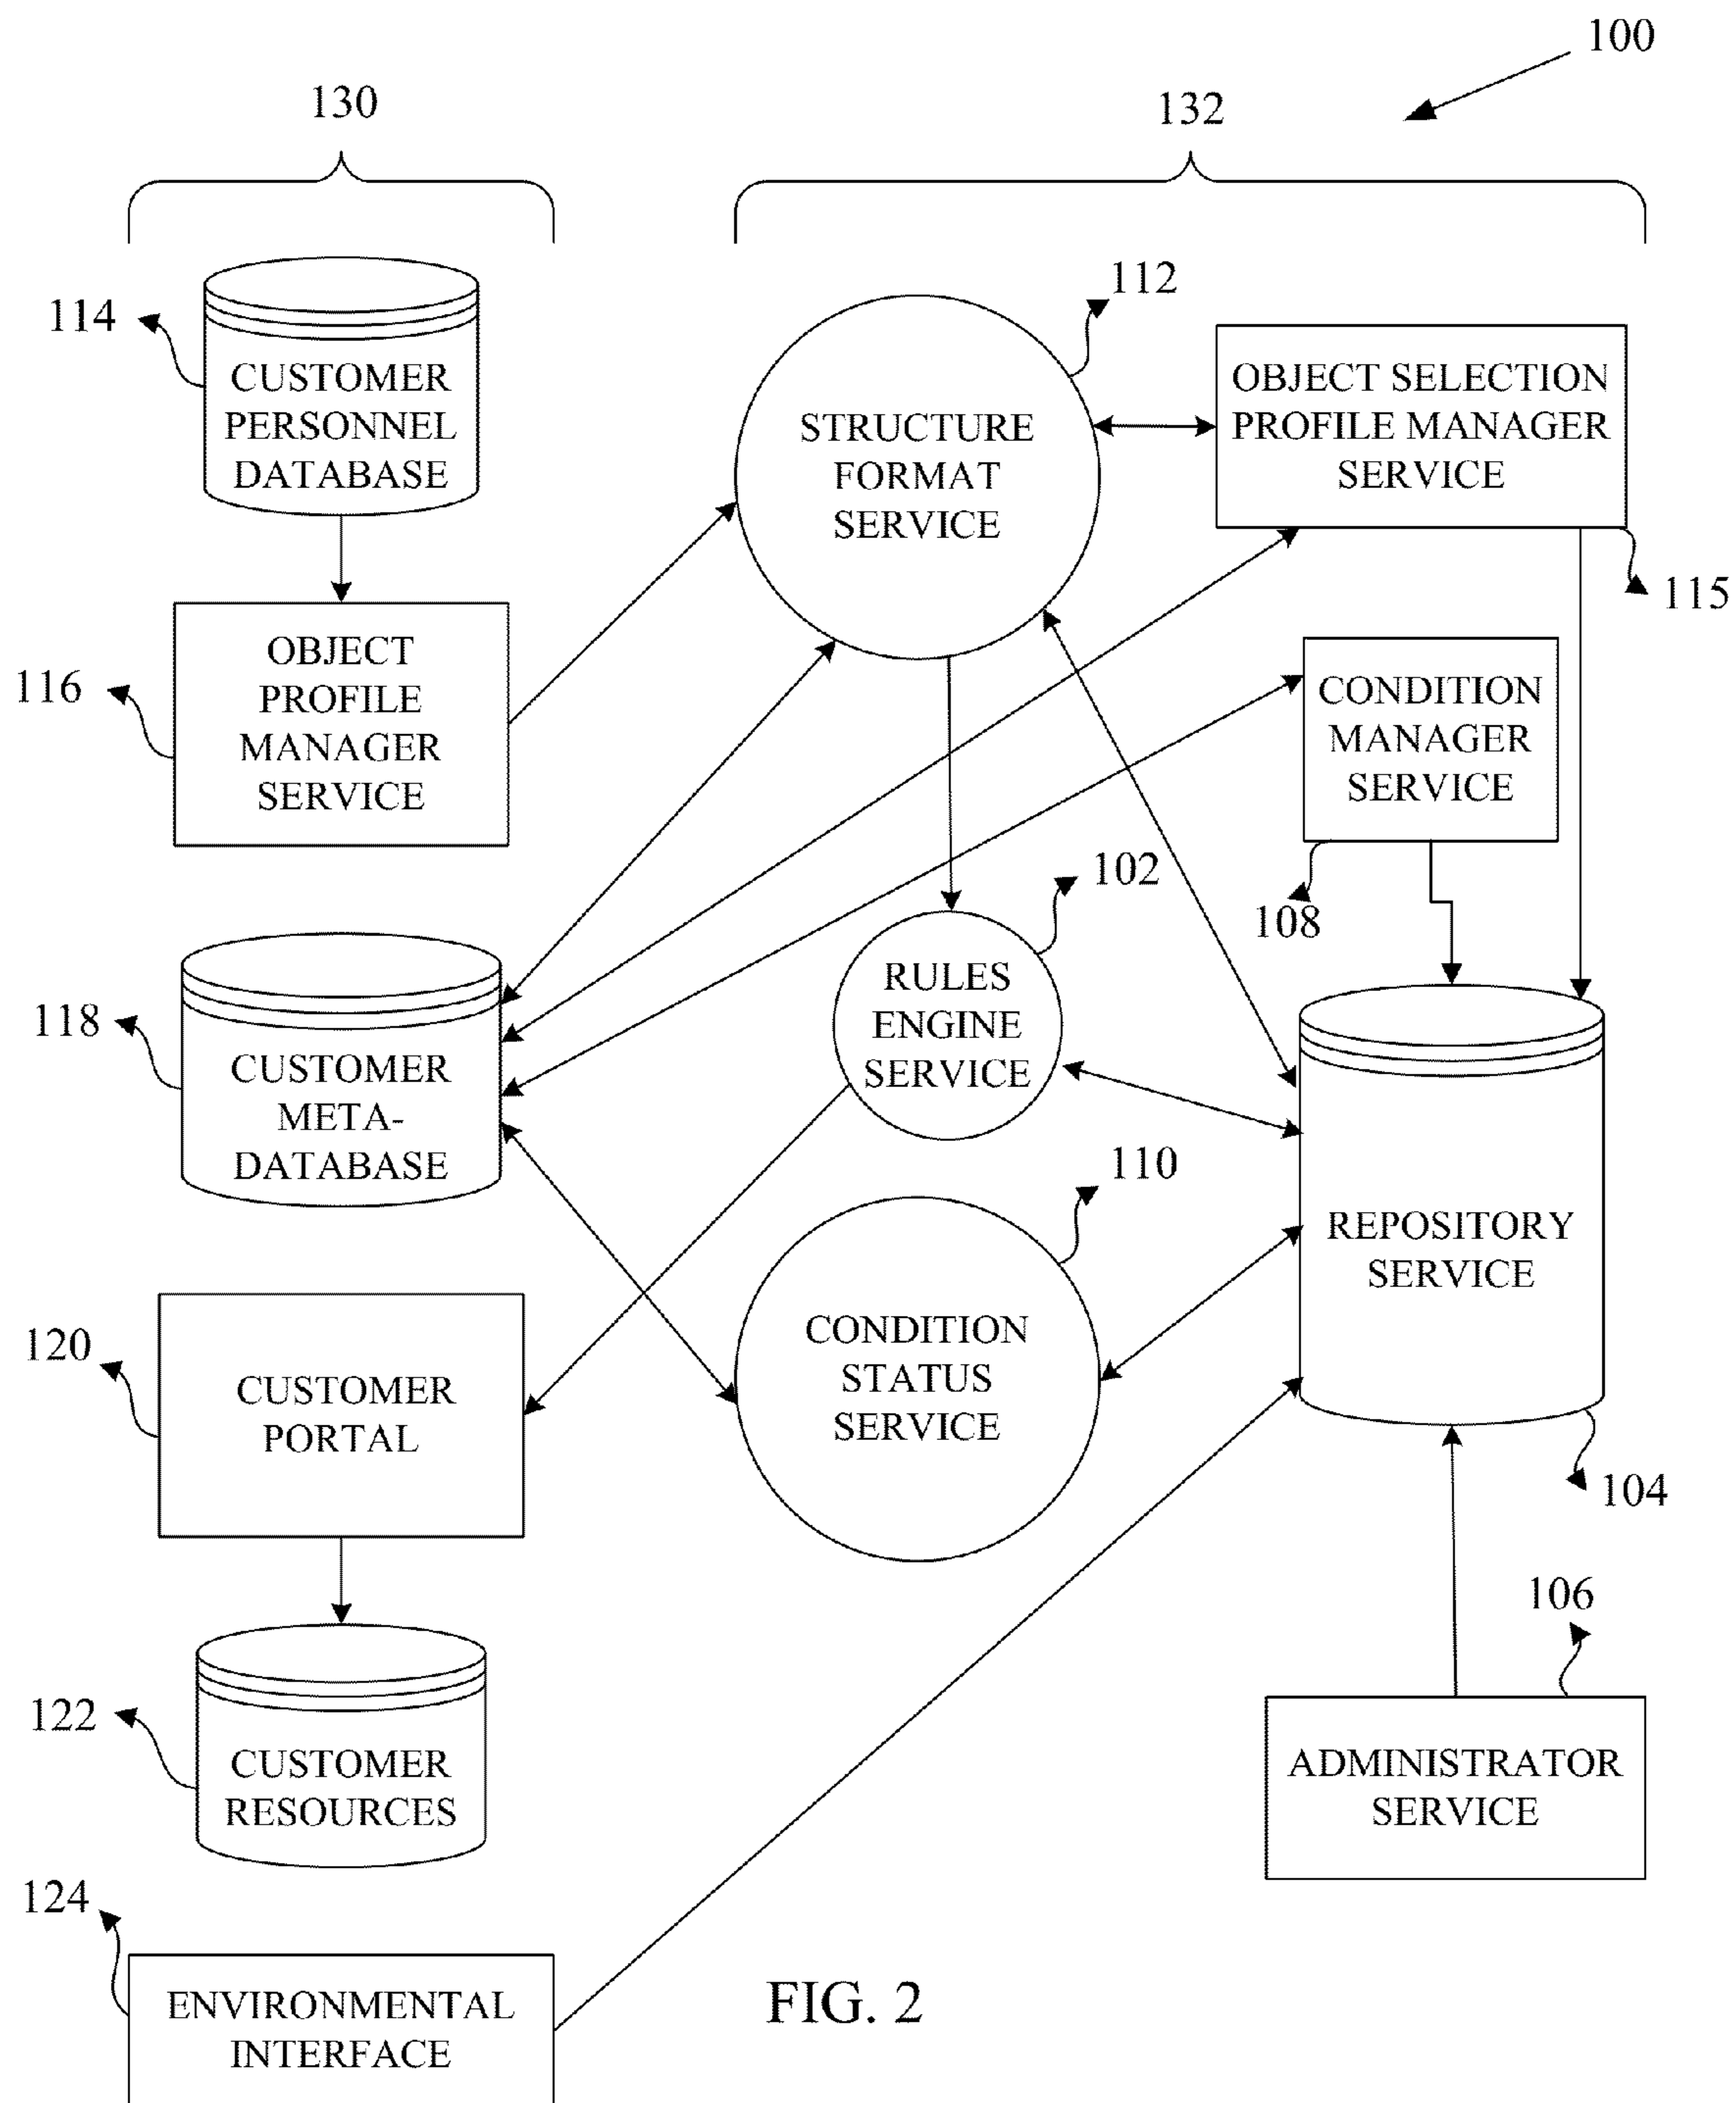 100
130
132
114
CUSTOMER
PERSONNEL
DATABASE
112
STRUCTURE
FORMAT
SERVICE
OBJECT SELECTION
PROFILE MANAGER
SERVICE
115
116
OBJECT
PROFILE
MANAGER
SERVICE
CONDITION
MANAGER
SERVICE
108
102
RULES
ENGINE
SERVICE
118
CUSTOMER
META-
DATABASE
110
CONDITION
STATUS
SERVICE
REPOSITORY
SERVICE
104
120
CUSTOMER
PORTAL
106
ADMINISTRATOR
SERVICE
122
CUSTOMER
RESOURCES
124
ENVIRONMENTAL
INTERFACE
FIG. 2